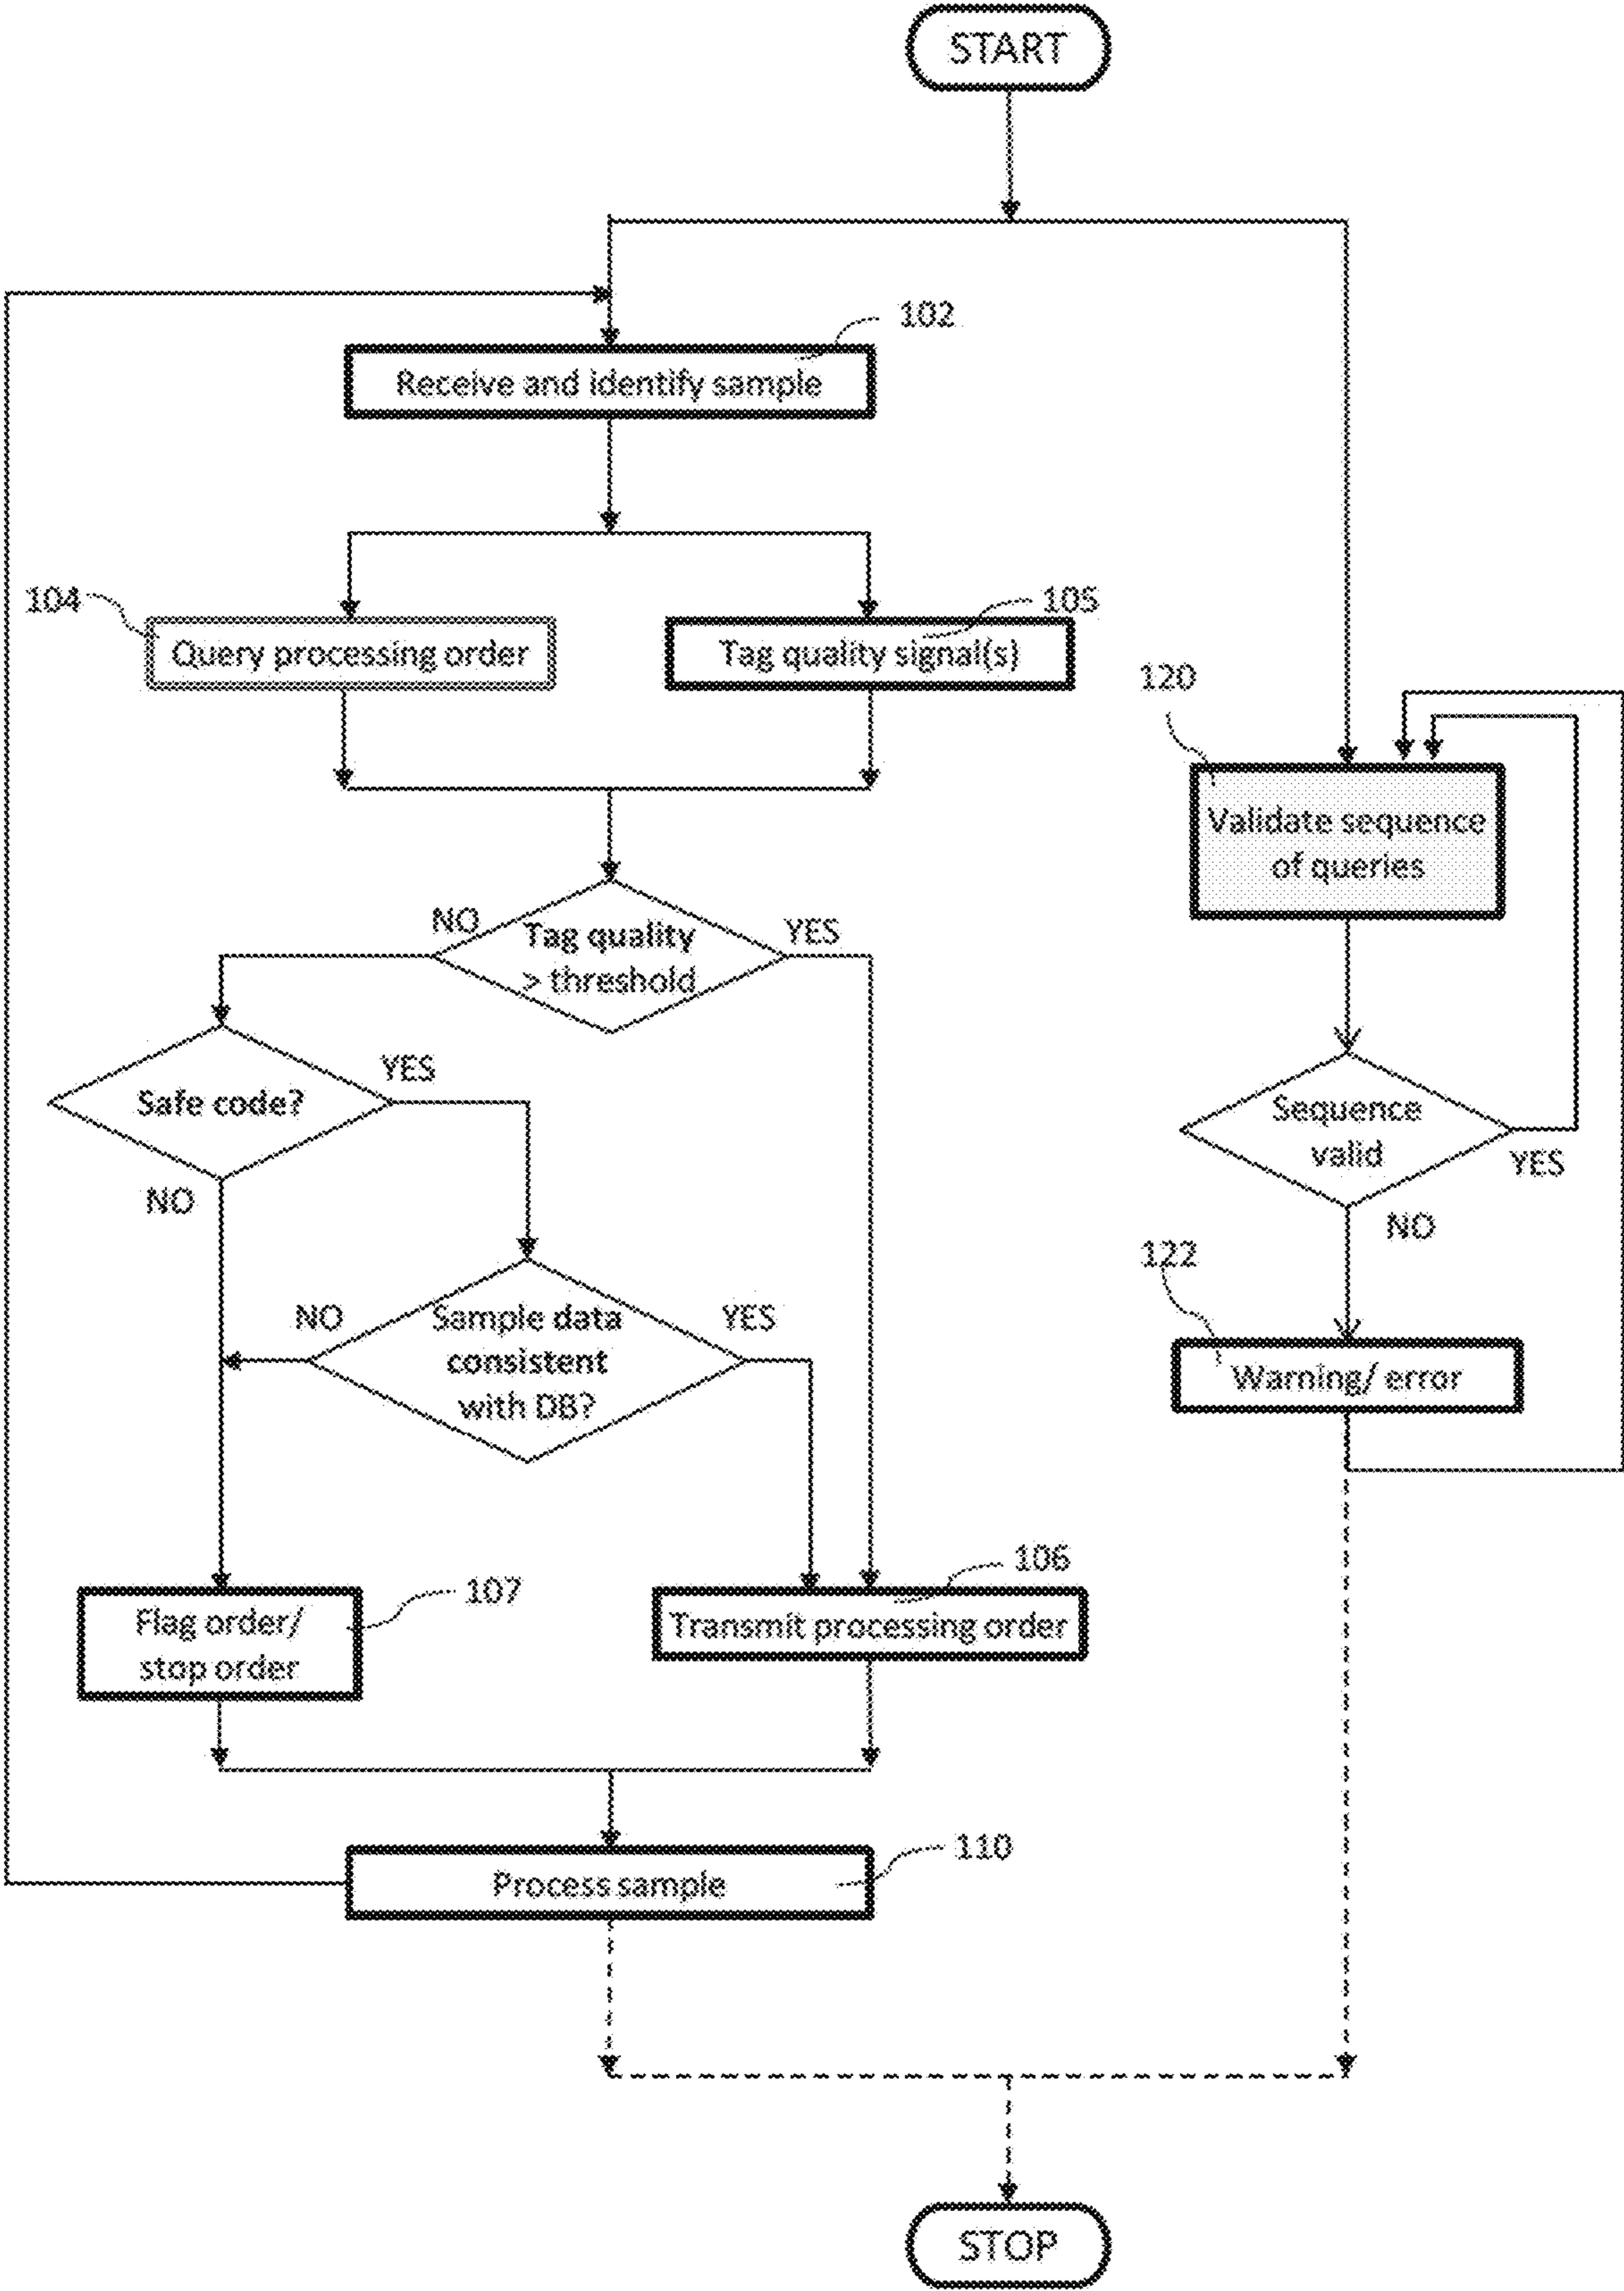 START
102
Receive and identify sample
104
Query processing order
105
Tag quality signal(s)
120
Validate sequence
of queries
NO
Tag quality
> threshold
YES
Safe code?
YES
NO
Sequence
valid
YES
NO
122
Warning/ error
NO
Sample data
consistent
with DB?
YES
107
Flag order/
stop order
106
Transmit processing order
110
Process sample
STOP